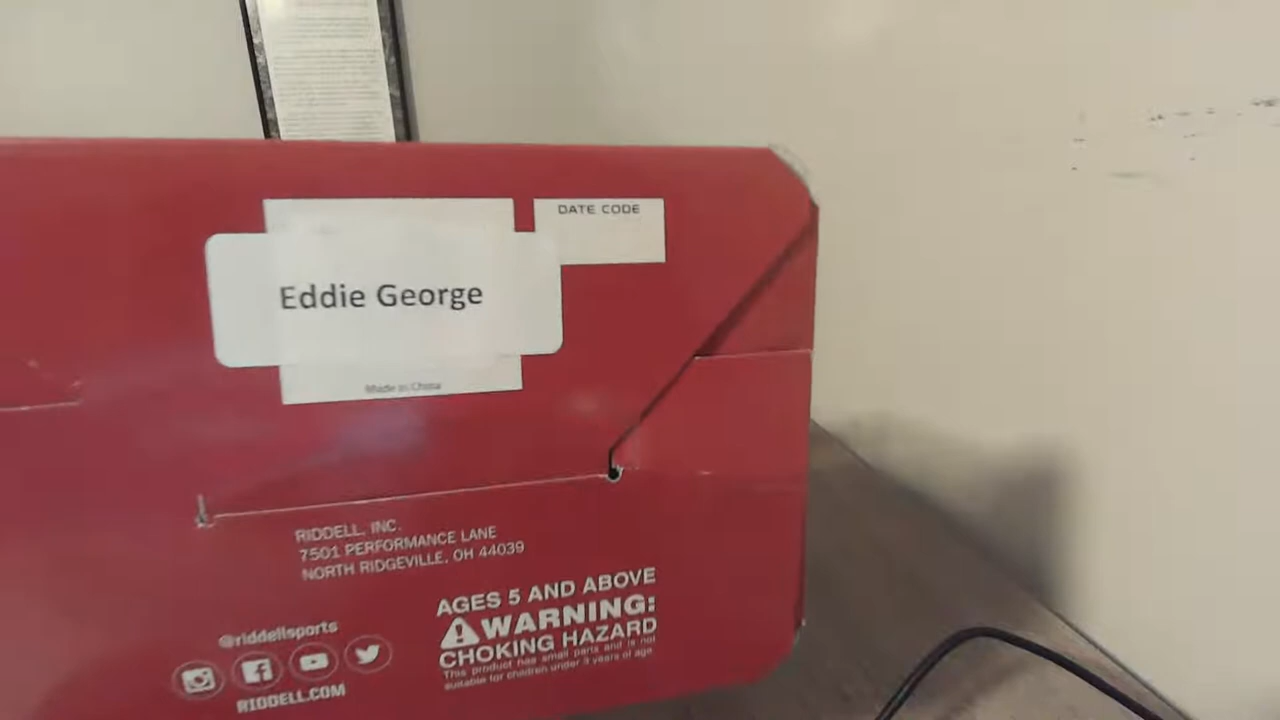 DATE CODE
Eddie George
Made in China
RIDDELL, INC.
7501 PERFORMANCE LANE
NORTH RIDGEVILLE, OH 44039
AGES 5 AND ABOVE
WARNING:
CHOKING HAZARD
This product has small parts and is not
suitable for children under 3 years of age
@riddellsports
RIDDELL.COM